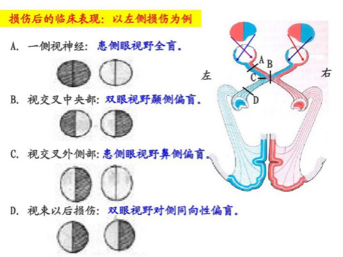 损伤后的临床表现：以左侧损伤为例
A. 一侧视神经：患侧眼视野全盲。
B. 视交叉中央部：双眼视野颞侧偏盲。
C. 视交叉外侧部：患侧眼视野鼻侧偏盲。
D. 视束以后损伤：双眼视野对侧同向性偏盲。
A
B
左
C
右
D